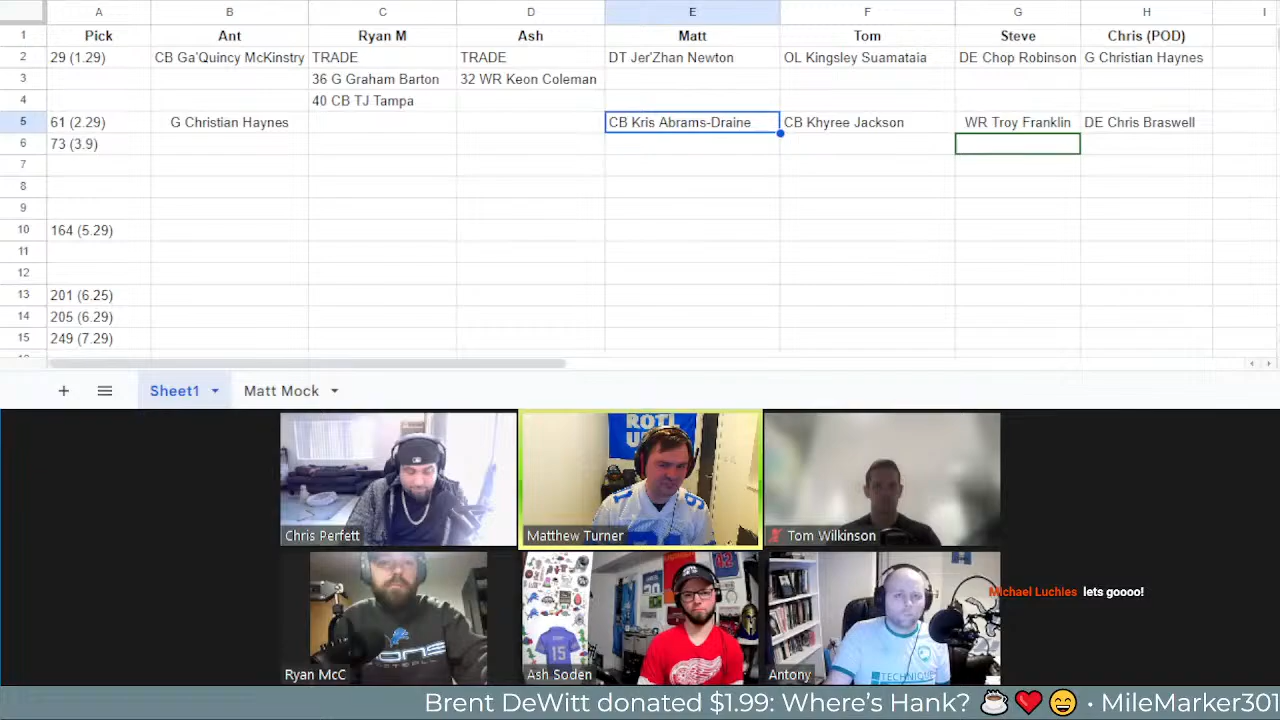 A B C D E F G H I
1 Pick Ant Ryan M Ash Matt Tom Steve Chris (POD)
2 29 (1.29) CB Ga'Quincy McKinstry TRADE TRADE DT Jer'Zhan Newton OL Kingsley Suamataia DE Chop Robinson G Christian Haynes
3 36 G Graham Barton 32 WR Keon Coleman
4 40 CB TJ Tampa
5 61 (2.29) G Christian Haynes CB Kris Abrams-Draine CB Khyree Jackson WR Troy Franklin DE Chris Braswell
6 73 (3.9)
7
8
9
10 164 (5.29)
11
12
13 201 (6.25)
14 205 (6.29)
15 249 (7.29)
Sheet1 Matt Mock
ROTL
Chris Perfett Matthew Turner Tom Wilkinson
Michael Luchies lets goooo!
15
TECHNIQUE
Ryan McC Ash Soden Antony
Brent DeWitt donated $1.99: Where's Hank? ☕❤️😄 · MileMarker301